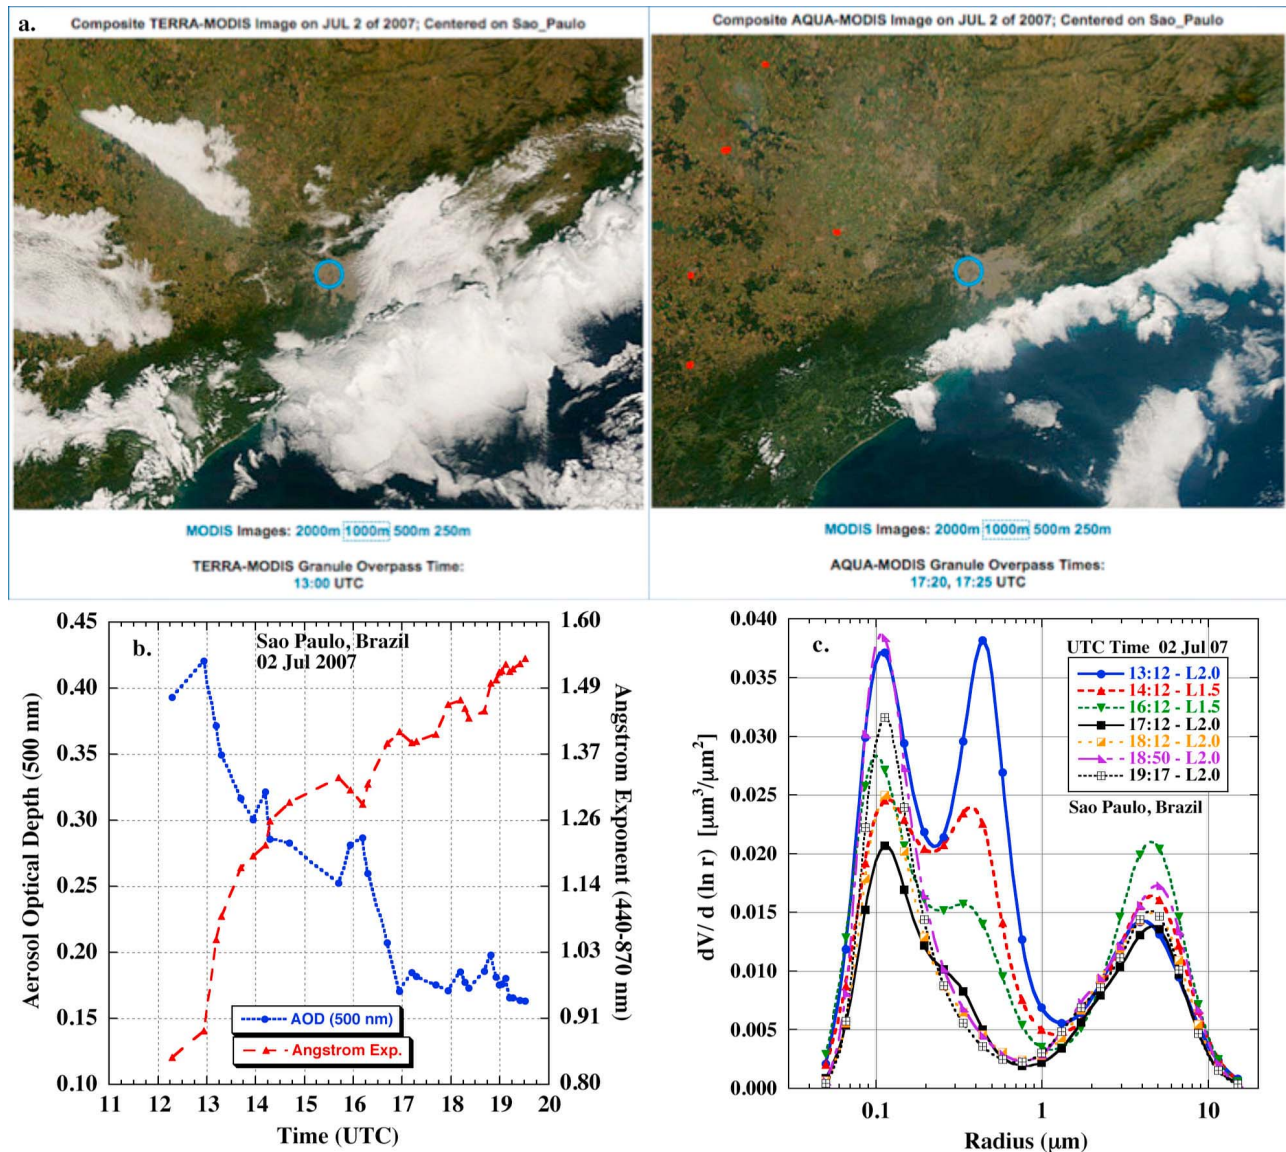 a.
Composite TERRA-MODIS Image on JUL 2 of 2007; Centered on Sao_Paulo
Composite AQUA-MODIS Image on JUL 2 of 2007; Centered on Sao_Paulo
MODIS Images: 2000m 1000m 500m 250m
TERRA-MODIS Granule Overpass Time:
13:00 UTC
MODIS Images: 2000m 1000m 500m 250m
AQUA-MODIS Granule Overpass Times:
17:20, 17:25 UTC
b.
Sao Paulo, Brazil
02 Jul 2007
Aerosol Optical Depth (500 nm)
0.45
0.40
0.35
0.30
0.25
0.20
0.15
0.10
AOD (500 nm)
Angstrom Exp.
11 12 13 14 15 16 17 18 19 20
Time (UTC)
1.60
1.49
1.37
1.26
1.14
1.03
0.91
0.80
Angstrom Exponent (440-870 nm)
c.
dV/ d (ln r) [µm³/µm²]
0.040
0.035
0.030
0.025
0.020
0.015
0.010
0.005
0.000
UTC Time 02 Jul 07
13:12 - L2.0
14:12 - L1.5
16:12 - L1.5
17:12 - L2.0
18:12 - L2.0
18:50 - L2.0
19:17 - L2.0
Sao Paulo, Brazil
0.1 1 10
Radius (µm)